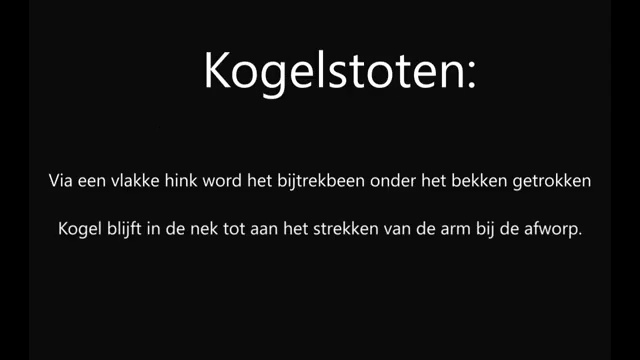 Kogelstoten:
Via een vlakke hink word het bijtrekbeen onder het bekken getrokken
Kogel blijft in de nek tot aan het strekken van de arm bij de afworp.